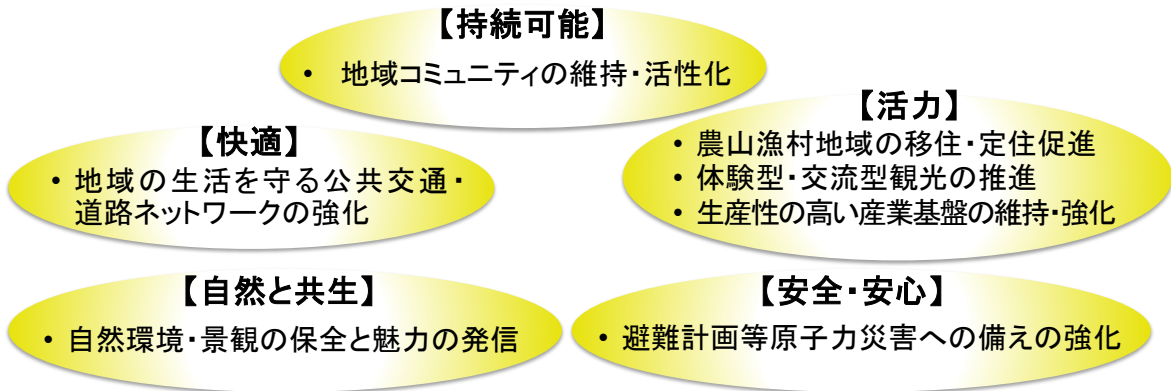 【持続可能】
• 地域コミュニティの維持・活性化
【快適】
• 地域の生活を守る公共交通・
道路ネットワークの強化
【活力】
• 農山漁村地域の移住・定住促進
• 体験型・交流型観光の推進
• 生産性の高い産業基盤の維持・強化
【自然と共生】
• 自然環境・景観の保全と魅力の発信
【安全・安心】
• 避難計画等原子力災害への備えの強化